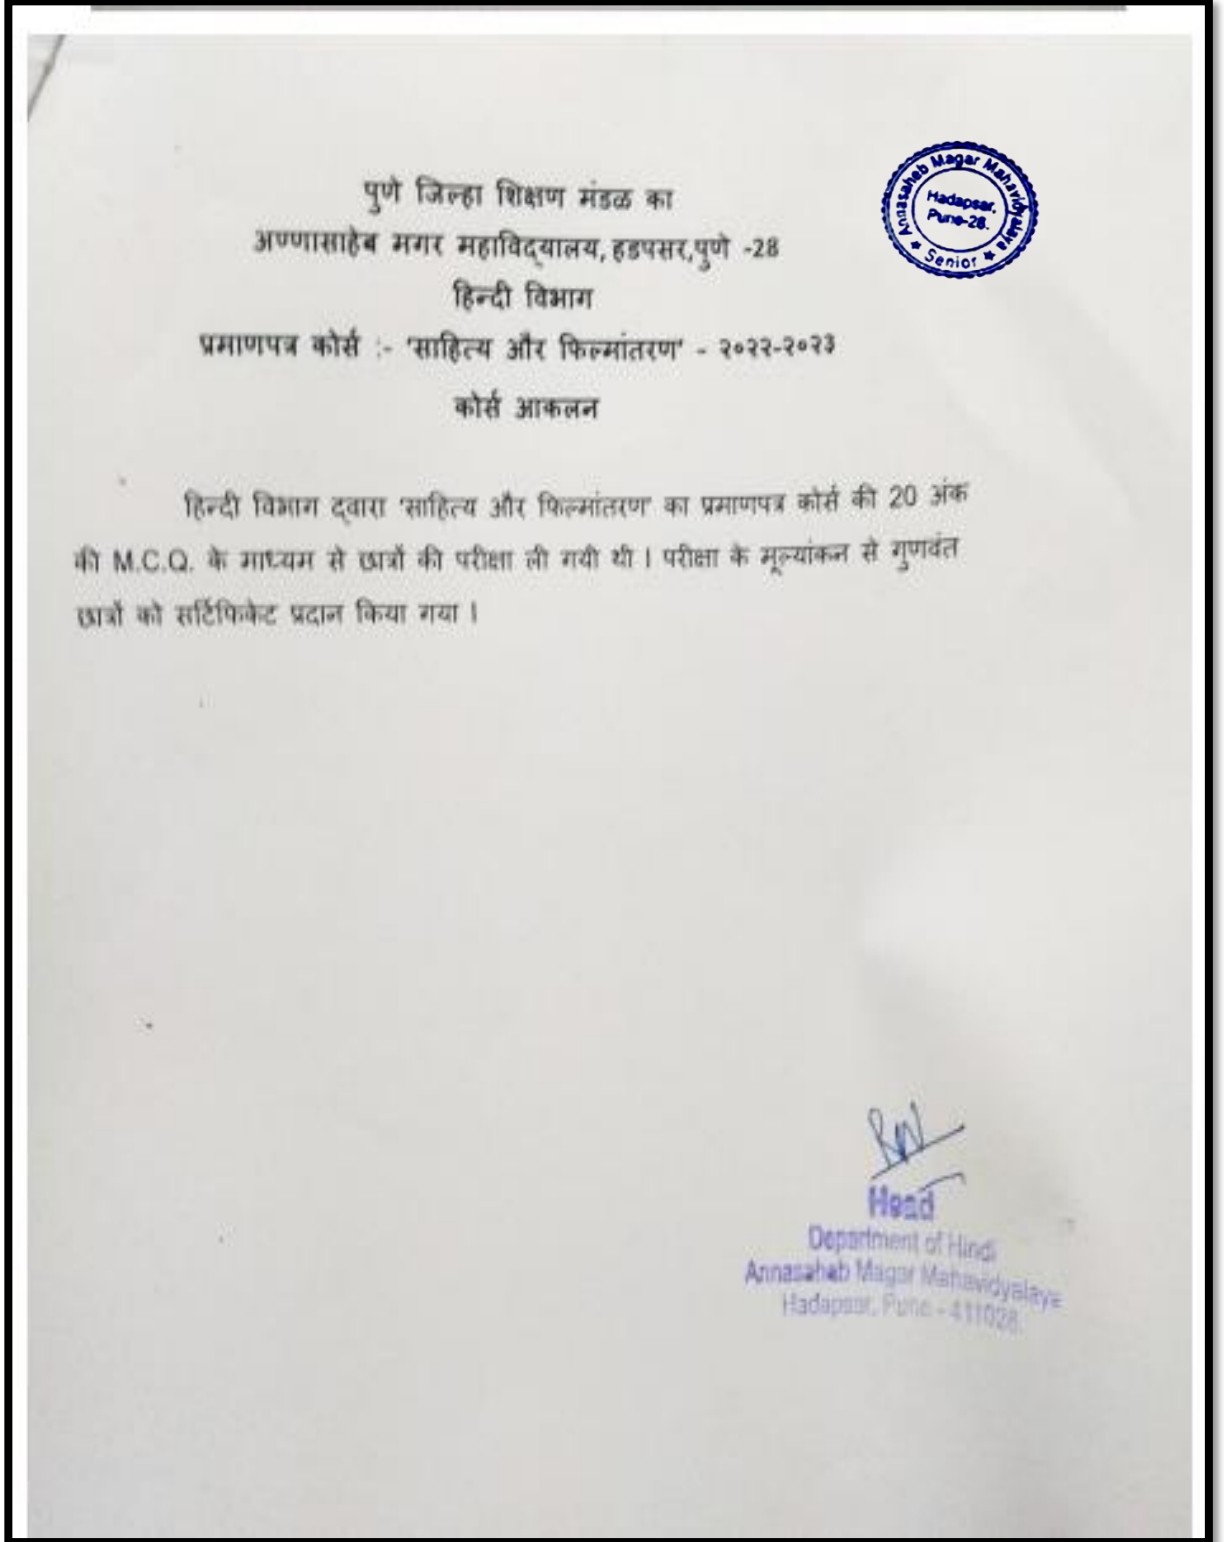 पुणे जिल्हा शिक्षण मंडळ का
अण्णासाहेब मगर महाविद्यालय, हडपसर,पुणे -28
हिन्दी विभाग
प्रमाणपत्र कोर्स :- 'साहित्य और फिल्मांतरण' - २०२२-२०२३
कोर्स आकलन
Annasaheb Magar Mahavidyalaya
Hadapsar,
Pune-28.
★ Senior ★
हिन्दी विभाग द्वारा 'साहित्य और फिल्मांतरण' का प्रमाणपत्र कोर्स की 20 अंक
की M.C.Q. के माध्यम से छात्रों की परीक्षा ली गयी थी । परीक्षा के मूल्यांकन से गुणवंत
छात्रों को सर्टिफिकेट प्रदान किया गया ।
Head
Department of Hindi
Annasaheb Magar Mahavidyalaya
Hadapsar, Pune - 411028.